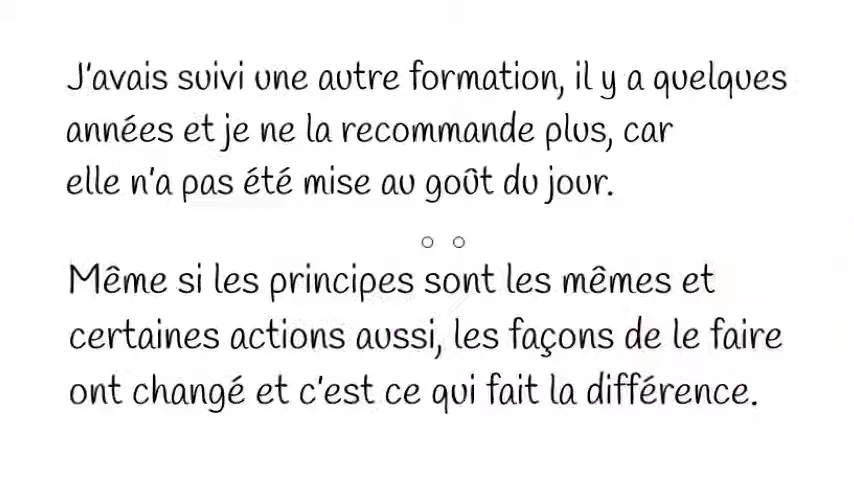 J'avais suivi une autre formation, il y a quelques
années et je ne la recommande plus, car
elle n'a pas été mise au goût du jour.
Même si les principes sont les mêmes et
certaines actions aussi, les façons de le faire
ont changé et c'est ce qui fait la différence.